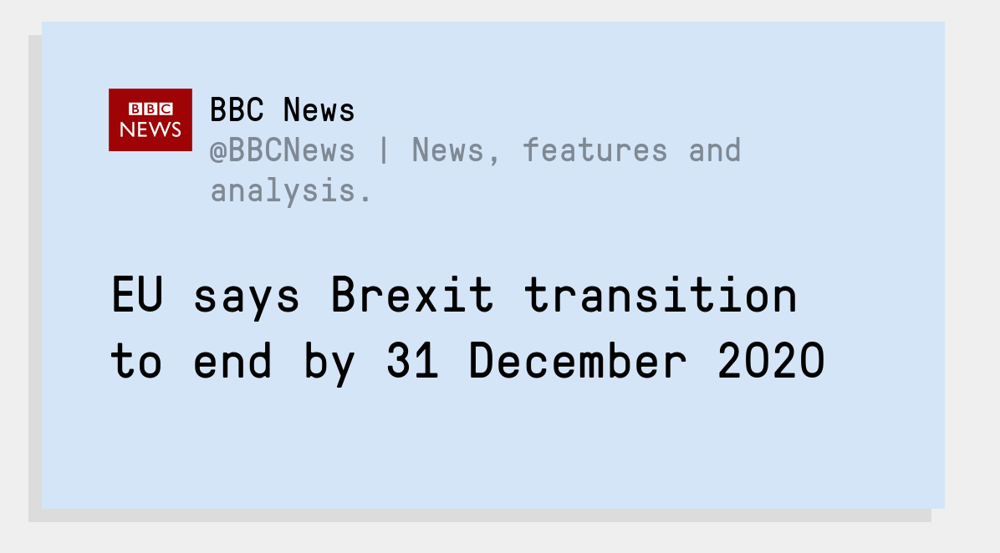 BBC
NEWS
BBC News
@BBCNews | News, features and
analysis.
EU says Brexit transition
to end by 31 December 2020